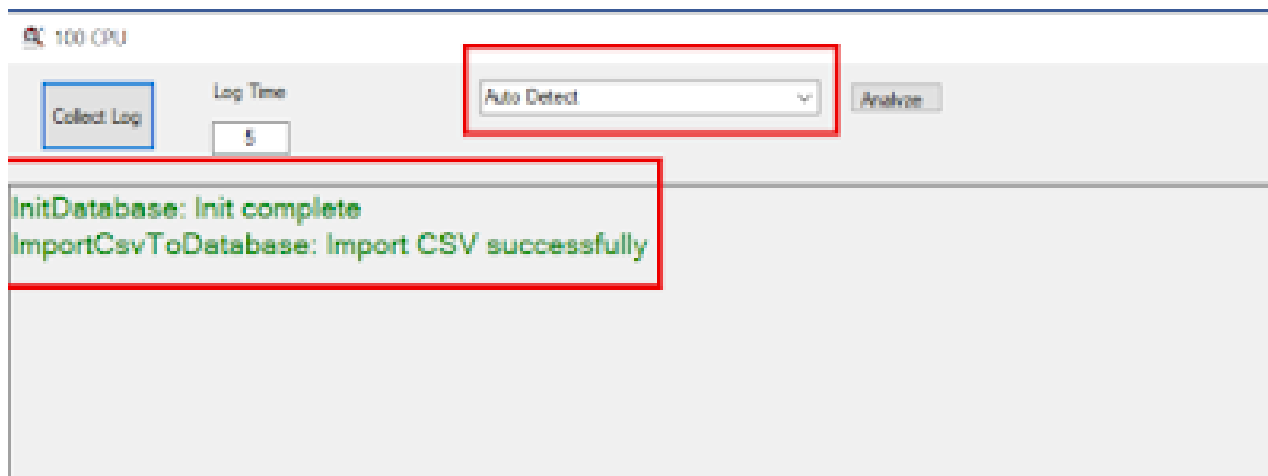 100 CPU
Log Time
Collect Log
5
Auto Detect
Analyze
InitDatabase: Init complete
ImportCsvToDatabase: Import CSV successfully